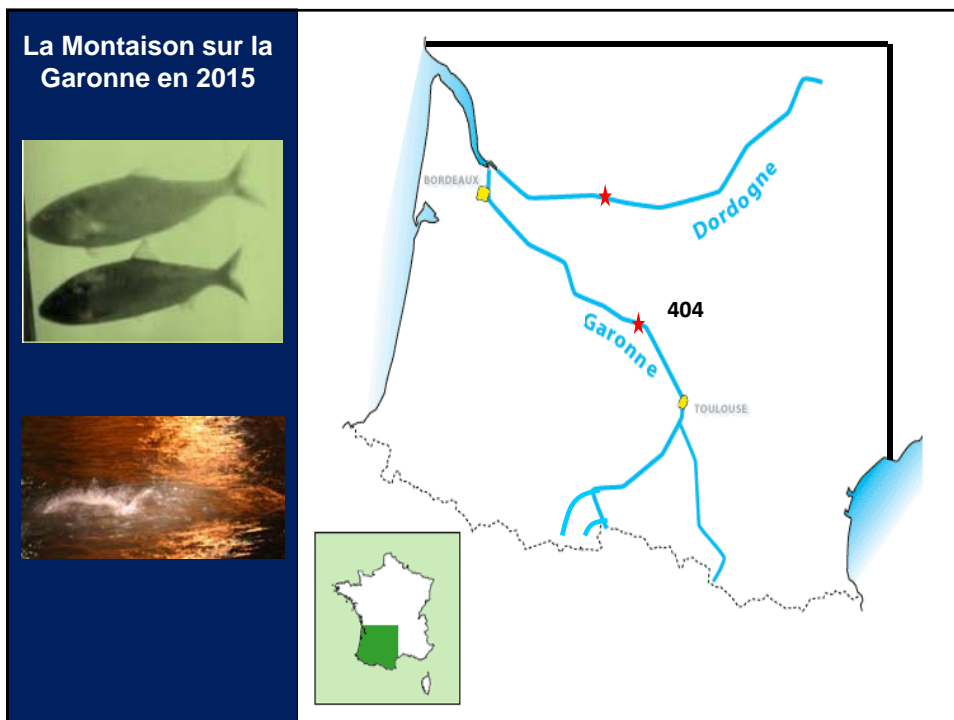 La Montaison sur la
Garonne en 2015
BORDEAUX
Dordogne
404
Garonne
TOULOUSE